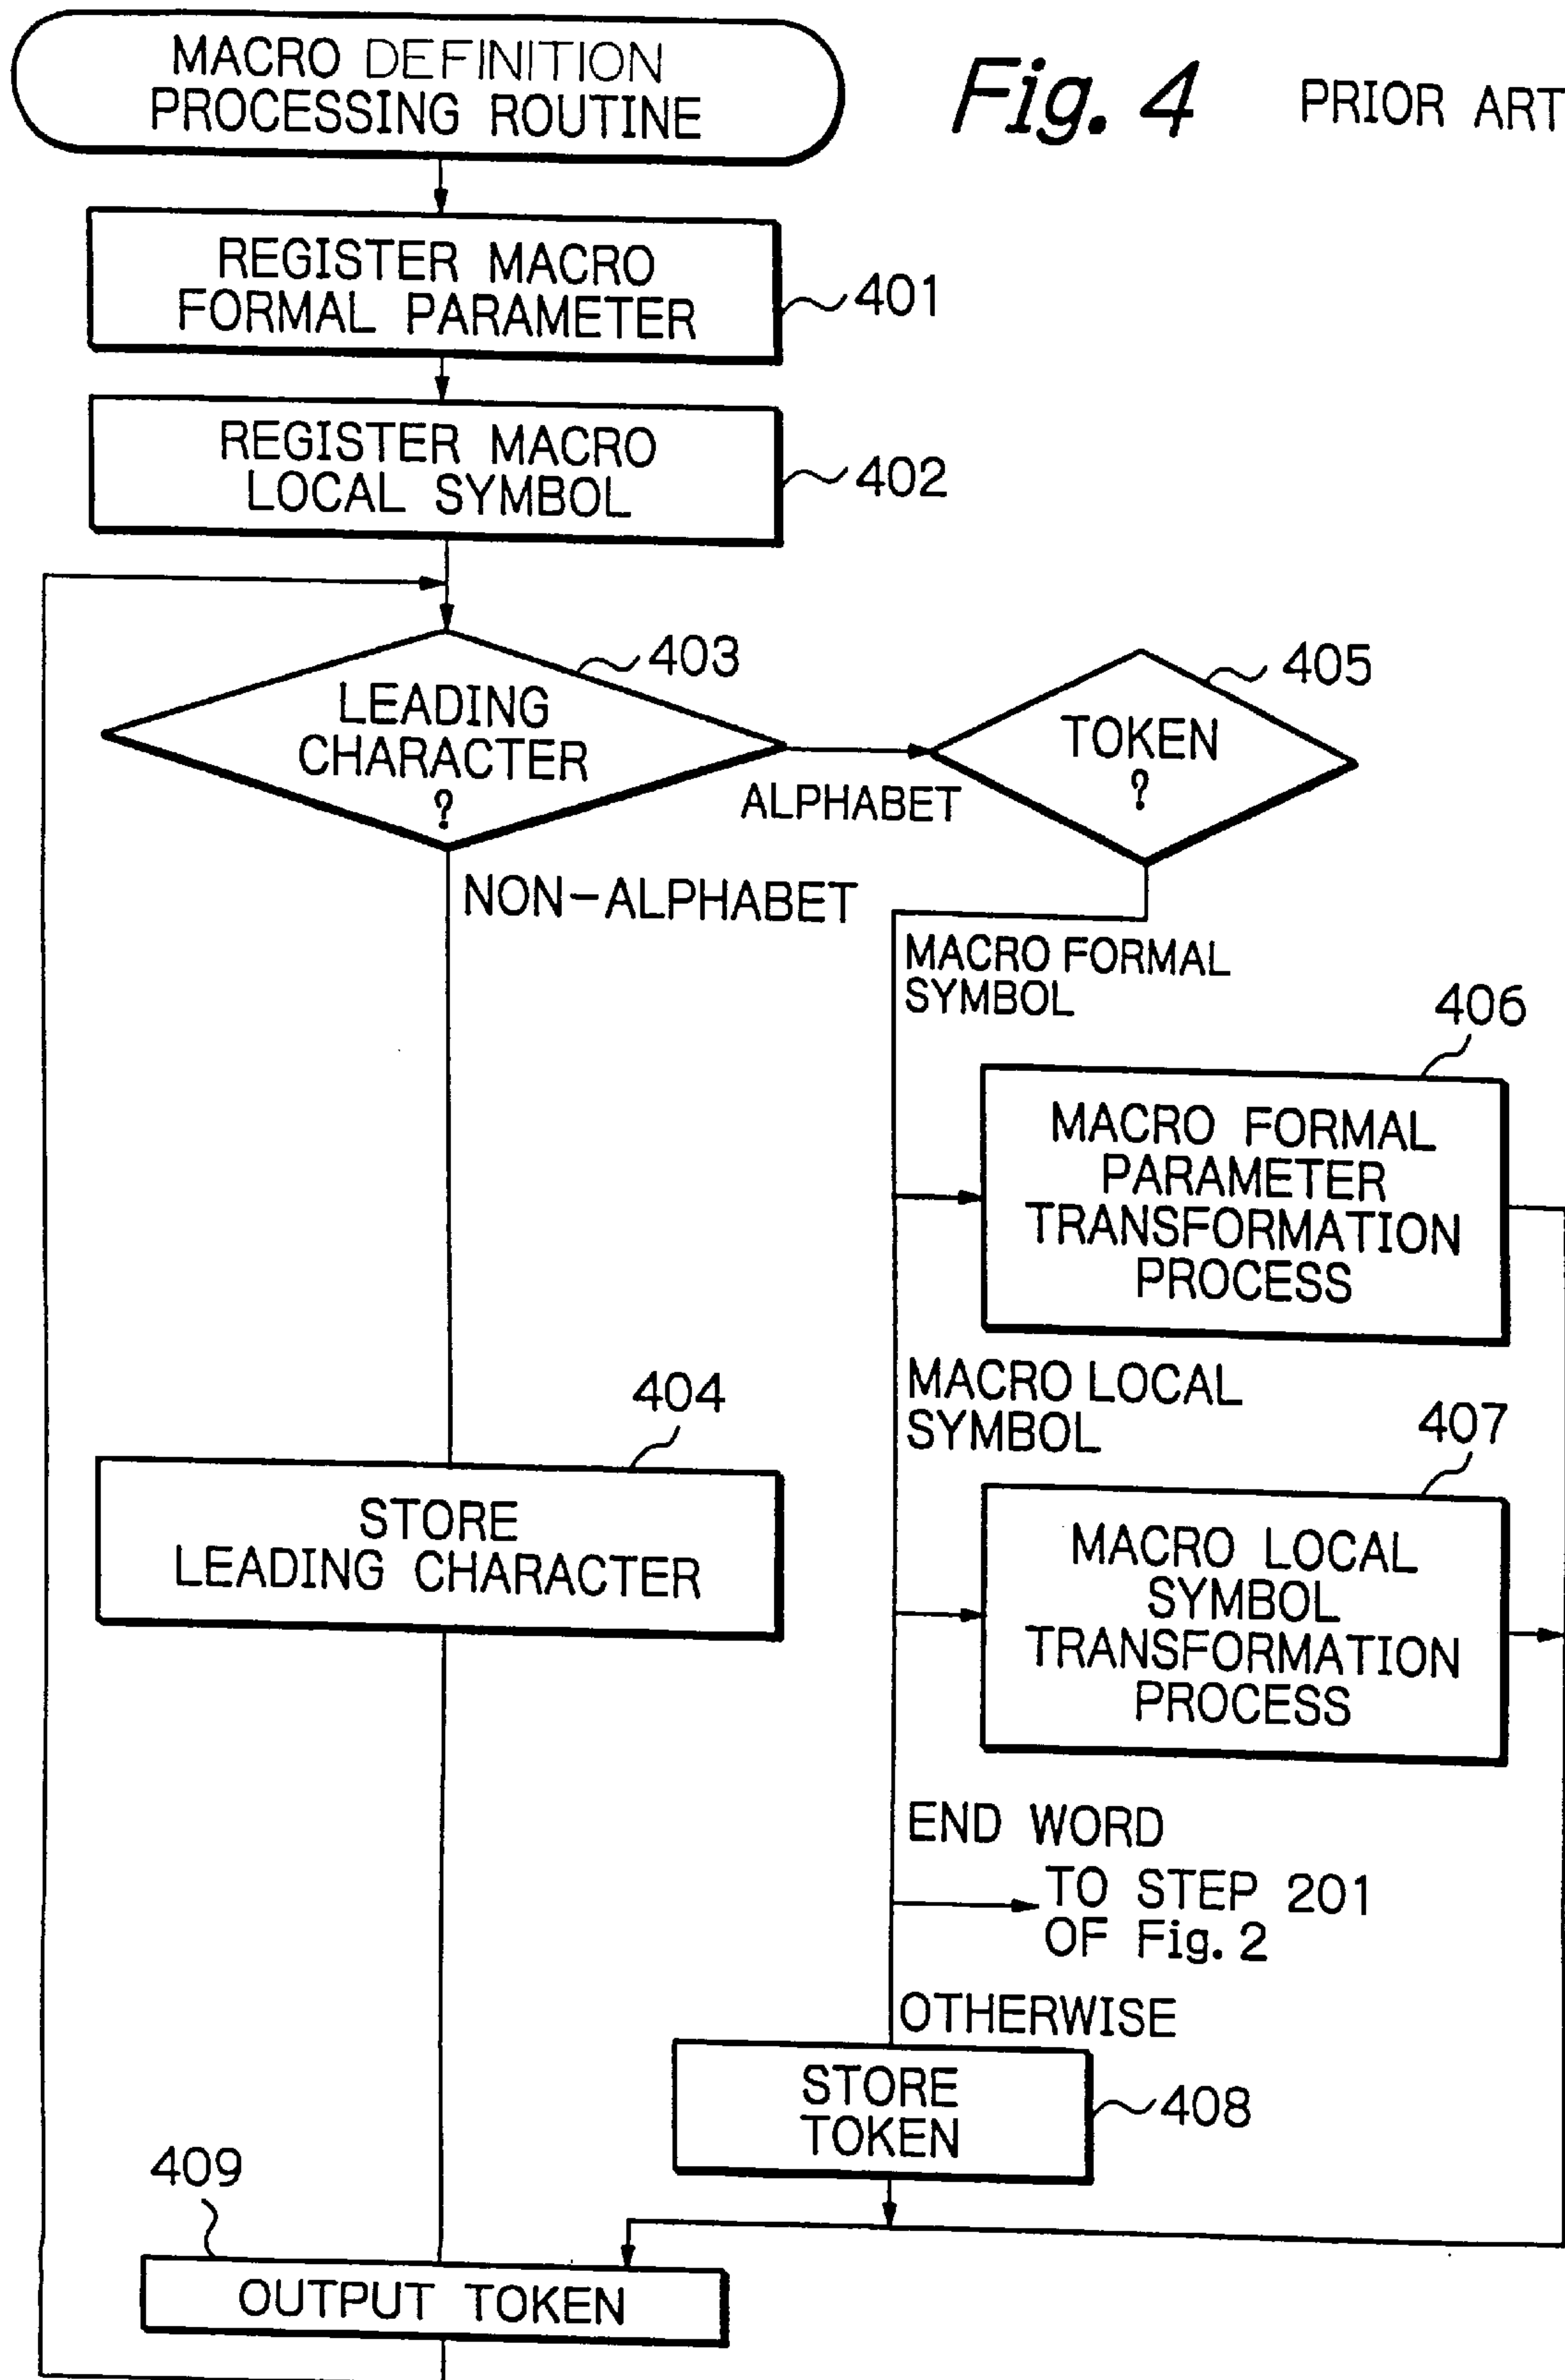 MACRO DEFINITION
PROCESSING ROUTINE
Fig. 4 PRIOR ART
REGISTER MACRO
FORMAL PARAMETER
401
REGISTER MACRO
LOCAL SYMBOL
402
LEADING
CHARACTER
?
403
ALPHABET
TOKEN
?
405
NON-ALPHABET
MACRO FORMAL
SYMBOL
406
MACRO FORMAL
PARAMETER
TRANSFORMATION
PROCESS
MACRO LOCAL
SYMBOL
404
STORE
LEADING CHARACTER
407
MACRO LOCAL
SYMBOL
TRANSFORMATION
PROCESS
END WORD
TO STEP 201
OF Fig. 2
OTHERWISE
STORE
TOKEN
408
409
OUTPUT TOKEN